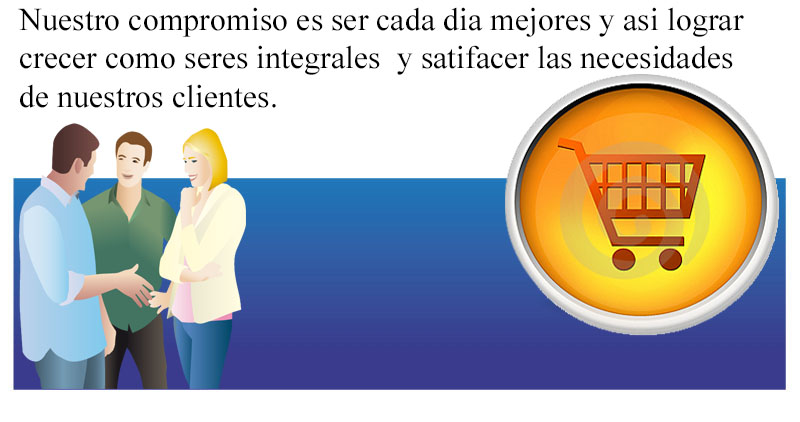 Nuestro compromiso es ser cada dia mejores y asi lograr
crecer como seres integrales y satifacer las necesidades
de nuestros clientes.